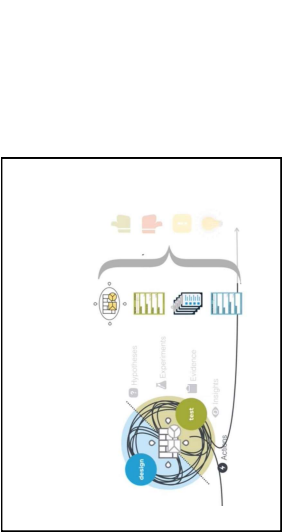 Hypotheses
Experiments
Evidence
Insights
Actions
design
test